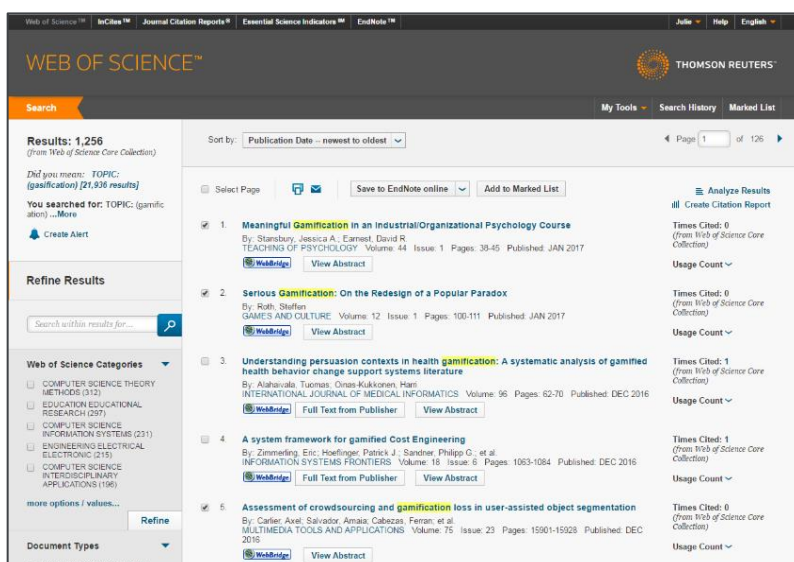 Web of Science™ InCites™ Journal Citation Reports® Essential Science Indicators℠ EndNote™ Julie Help English
WEB OF SCIENCE™
THOMSON REUTERS™
Search My Tools Search History Marked List
Results: 1,256
(from Web of Science Core Collection)
Did you mean: TOPIC:
(gasification) [21,936 results]
You searched for: TOPIC: (gamific
ation) ...More
Create Alert
Refine Results
Search within results for...
Web of Science Categories
COMPUTER SCIENCE THEORY
METHODS (312)
EDUCATION EDUCATIONAL
RESEARCH (297)
COMPUTER SCIENCE
INFORMATION SYSTEMS (231)
ENGINEERING ELECTRICAL
ELECTRONIC (215)
COMPUTER SCIENCE
INTERDISCIPLINARY
APPLICATIONS (196)
more options / values...
Refine
Document Types
Sort by: Publication Date -- newest to oldest
Page 1 of 126
Select Page Save to EndNote online Add to Marked List
Analyze Results
Create Citation Report
1. Meaningful Gamification in an Industrial/Organizational Psychology Course
By: Stansbury, Jessica A.; Earnest, David R
TEACHING OF PSYCHOLOGY Volume: 44 Issue: 1 Pages: 38-45 Published: JAN 2017
WebBridge View Abstract
Times Cited: 0
(from Web of Science Core
Collection)
Usage Count
2. Serious Gamification: On the Redesign of a Popular Paradox
By: Roth, Steffen
GAMES AND CULTURE Volume: 12 Issue: 1 Pages: 100-111 Published: JAN 2017
WebBridge View Abstract
Times Cited: 0
(from Web of Science Core
Collection)
Usage Count
3. Understanding persuasion contexts in health gamification: A systematic analysis of gamified
health behavior change support systems literature
By: Alahaivala, Tuomas; Oinas-Kukkonen, Harri
INTERNATIONAL JOURNAL OF MEDICAL INFORMATICS Volume: 96 Pages: 62-70 Published: DEC 2016
WebBridge Full Text from Publisher View Abstract
Times Cited: 1
(from Web of Science Core
Collection)
Usage Count
4. A system framework for gamified Cost Engineering
By: Zimmerling, Eric; Hoeflinger, Patrick J.; Sandner, Philipp G.; et al.
INFORMATION SYSTEMS FRONTIERS Volume: 18 Issue: 6 Pages: 1063-1084 Published: DEC 2016
WebBridge Full Text from Publisher View Abstract
Times Cited: 1
(from Web of Science Core
Collection)
Usage Count
5. Assessment of crowdsourcing and gamification loss in user-assisted object segmentation
By: Carlier, Axel; Salvador, Amaia; Cabezas, Ferran; et al.
MULTIMEDIA TOOLS AND APPLICATIONS Volume: 75 Issue: 23 Pages: 15901-15928 Published: DEC
2016
WebBridge View Abstract
Times Cited: 0
(from Web of Science Core
Collection)
Usage Count